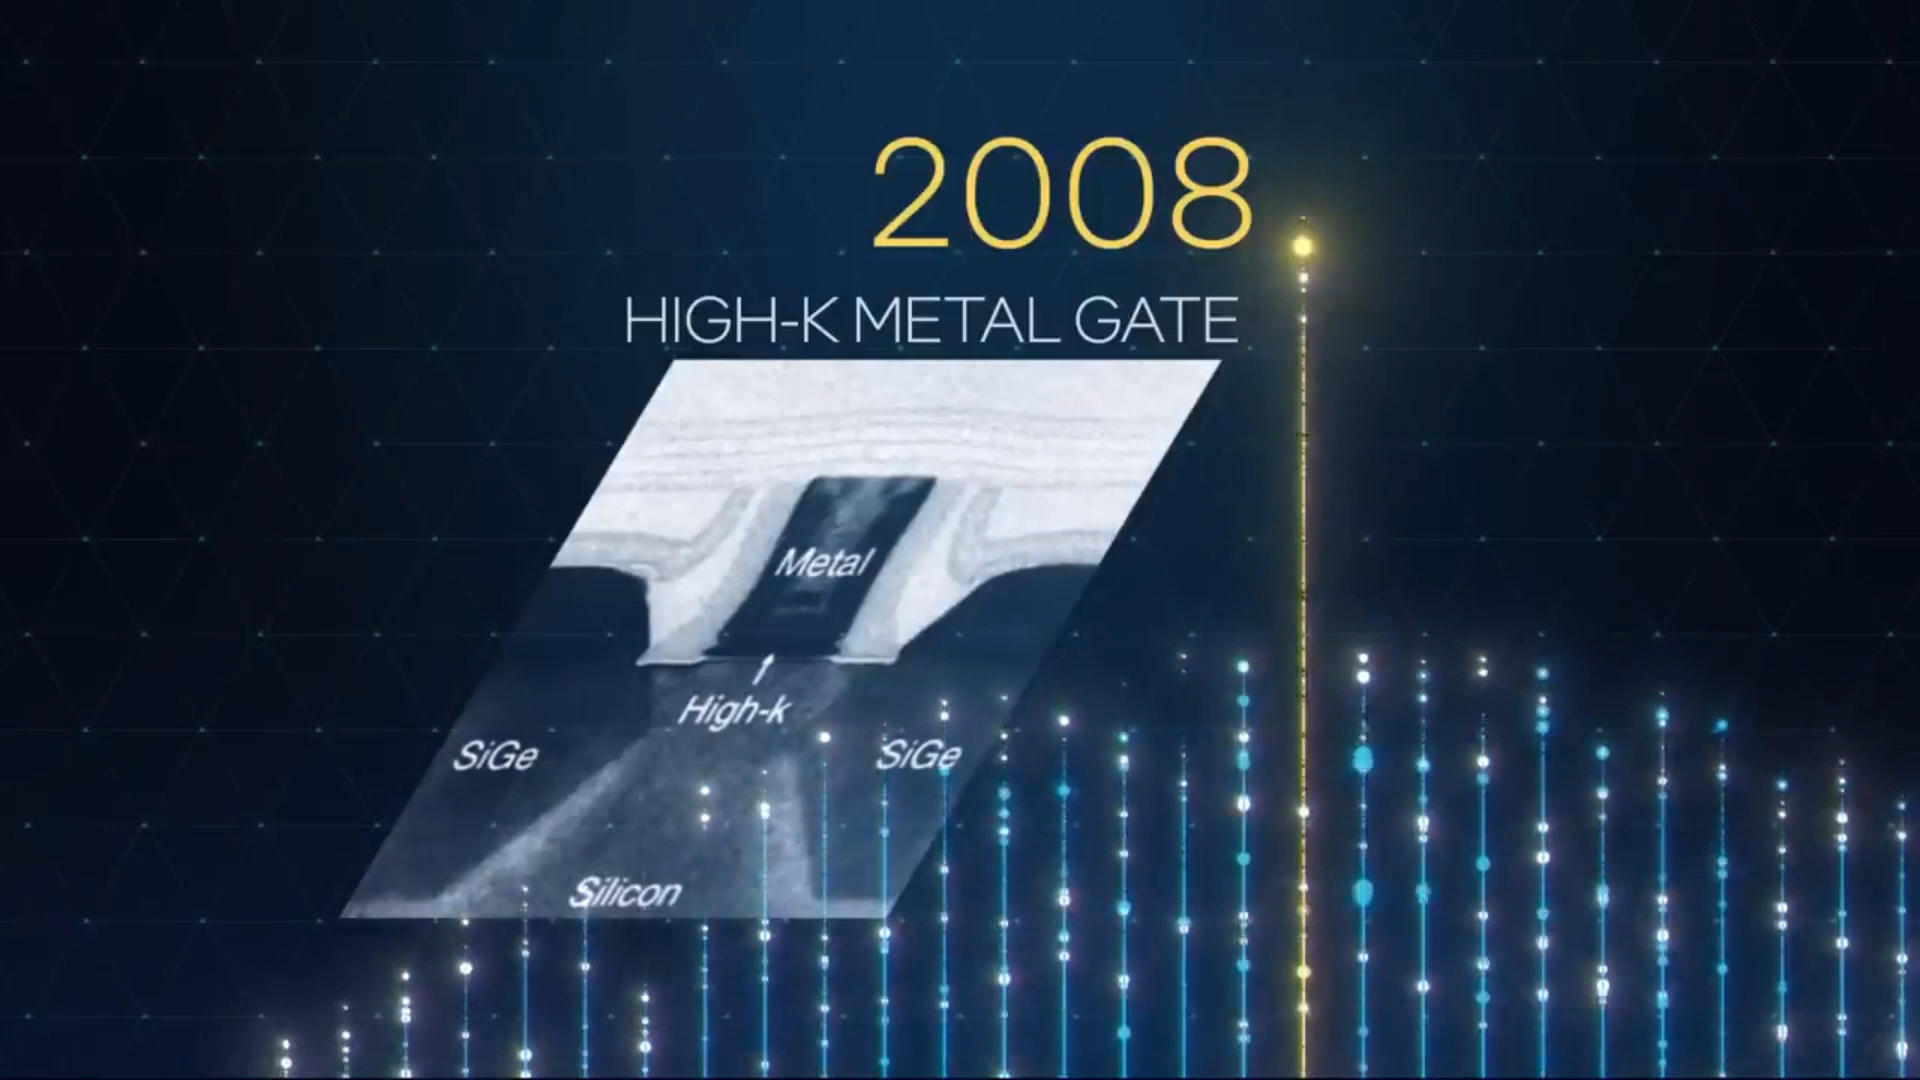 2008
HIGH-K METAL GATE
Metal
High-k
SiGe
SiGe
Silicon